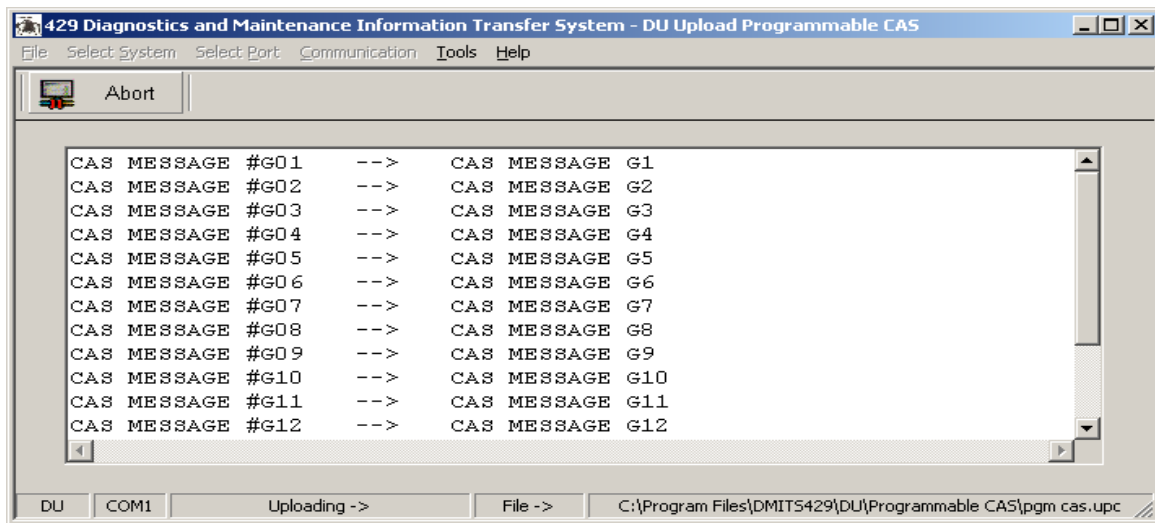 429 Diagnostics and Maintenance Information Transfer System - DU Upload Programmable CAS
File Select System Select Port Communication Tools Help
Abort
CAS MESSAGE #G01 --> CAS MESSAGE G1
CAS MESSAGE #G02 --> CAS MESSAGE G2
CAS MESSAGE #G03 --> CAS MESSAGE G3
CAS MESSAGE #G04 --> CAS MESSAGE G4
CAS MESSAGE #G05 --> CAS MESSAGE G5
CAS MESSAGE #G06 --> CAS MESSAGE G6
CAS MESSAGE #G07 --> CAS MESSAGE G7
CAS MESSAGE #G08 --> CAS MESSAGE G8
CAS MESSAGE #G09 --> CAS MESSAGE G9
CAS MESSAGE #G10 --> CAS MESSAGE G10
CAS MESSAGE #G11 --> CAS MESSAGE G11
CAS MESSAGE #G12 --> CAS MESSAGE G12
DU COM1 Uploading -> File -> C:\Program Files\DMITS429\DU\Programmable CAS\pgm cas.upc